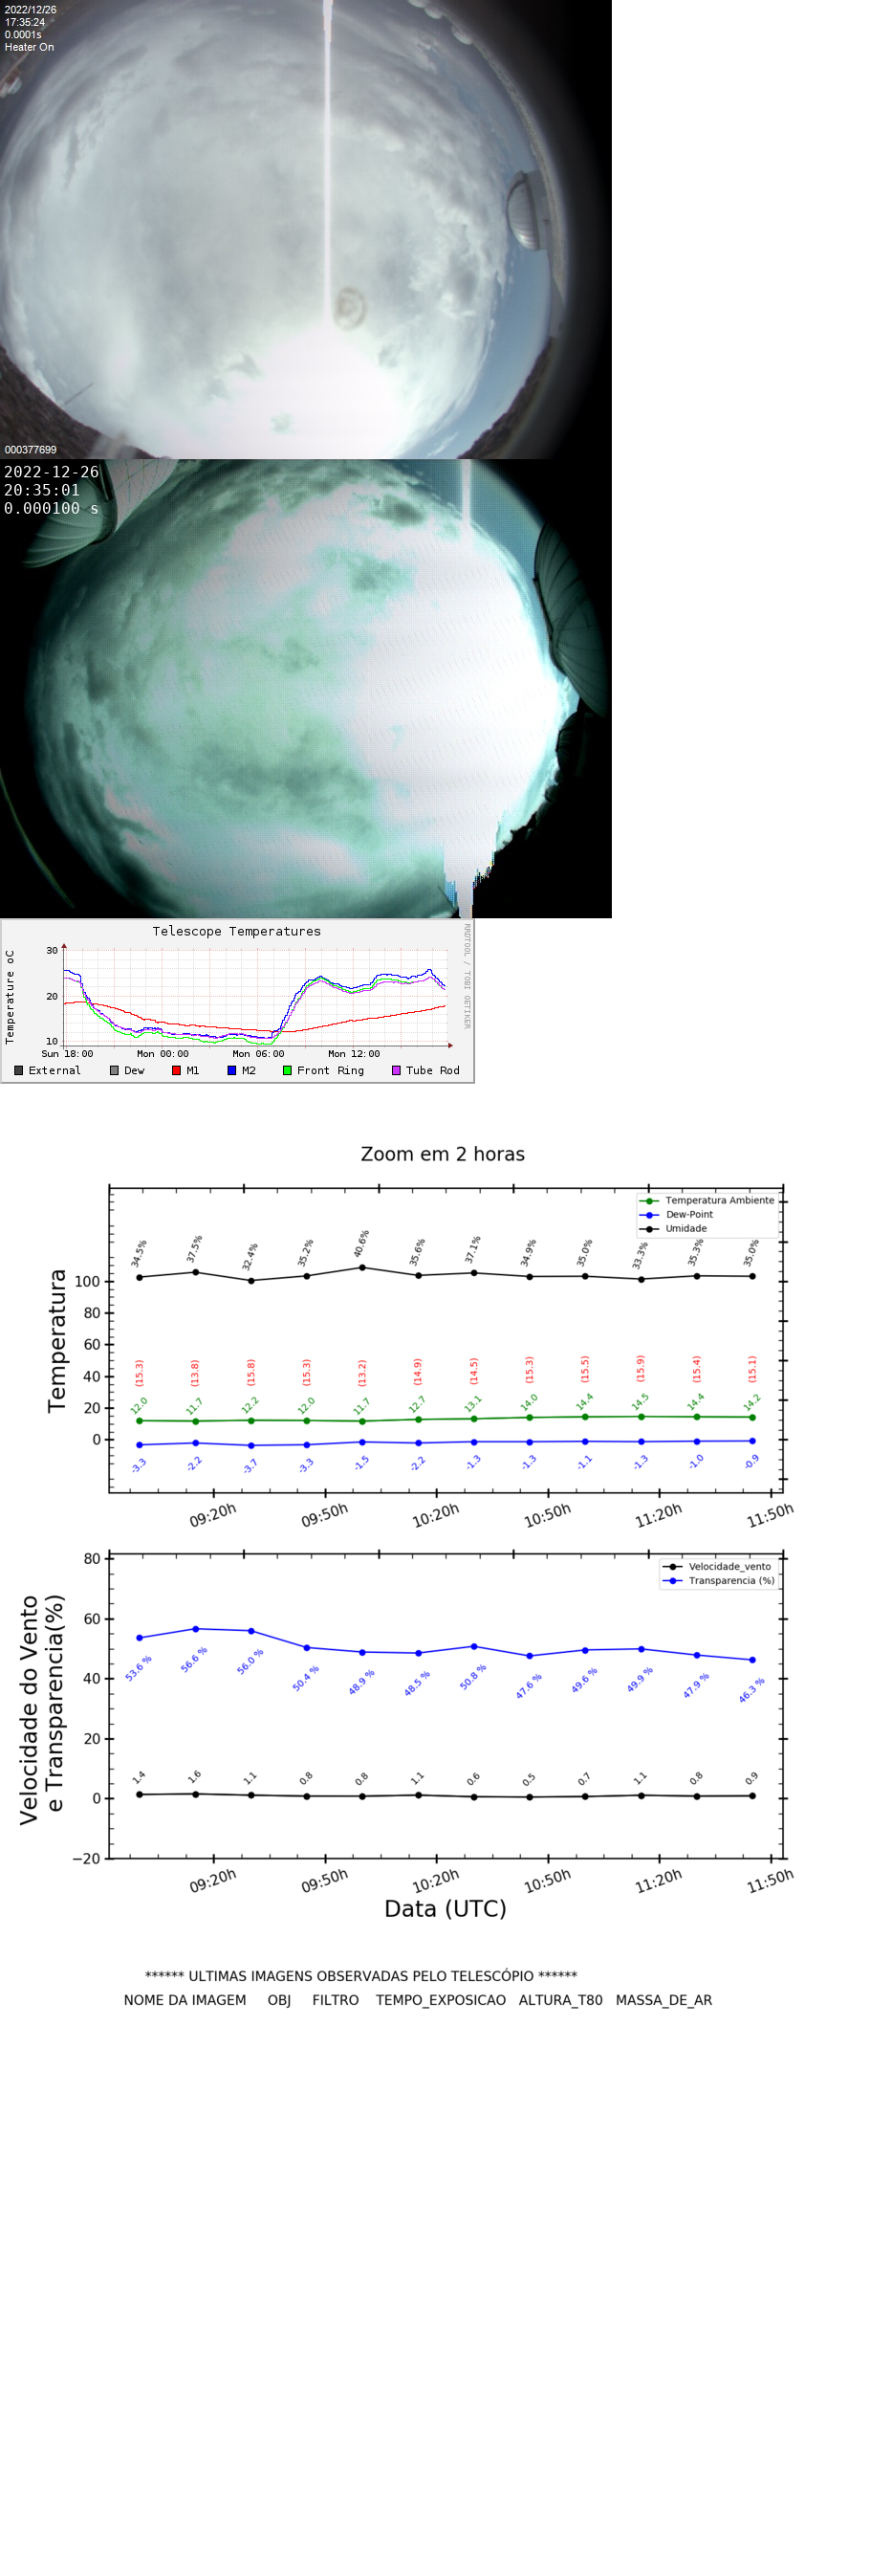 2022/12/26
17:35:24
0.0001s
Heater On
000377699
2022-12-26
20:35:01
0.000100 s
Telescope Temperatures
RRDTOOL / TOBI OETIKER
Temperature oC
30
20
10
Sun 18:00 Mon 00:00 Mon 06:00 Mon 12:00
External Dew M1 M2 Front Ring Tube Rod
Zoom em 2 horas
Temperatura
Temperatura Ambiente
Dew-Point
Umidade
34.5% 37.5% 32.4% 35.2% 40.6% 35.6% 37.1% 34.9% 35.0% 33.3% 35.3% 35.0%
100
80
60
40
20
0
(15.3) (13.8) (15.8) (15.3) (13.2) (14.9) (14.5) (15.3) (15.5) (15.9) (15.4) (15.1)
12.0 11.7 12.2 12.0 11.7 12.7 13.1 14.0 14.4 14.5 14.4 14.2
-3.3 -2.2 -3.7 -3.3 -1.5 -2.2 -1.3 -1.3 -1.1 -1.3 -1.0 -0.9
09:20h 09:50h 10:20h 10:50h 11:20h 11:50h
Velocidade do Vento
e Transparencia(%)
Velocidade_vento
Transparencia (%)
80
60
40
20
0
−20
53.6 % 56.6 % 56.0 % 50.4 % 48.9 % 48.5 % 50.8 % 47.6 % 49.6 % 49.9 % 47.9 % 46.3 %
1.4 1.6 1.1 0.8 0.8 1.1 0.6 0.5 0.7 1.1 0.8 0.9
09:20h 09:50h 10:20h 10:50h 11:20h 11:50h
Data (UTC)
****** ULTIMAS IMAGENS OBSERVADAS PELO TELESCÓPIO ******
NOME DA IMAGEM OBJ FILTRO TEMPO_EXPOSICAO ALTURA_T80 MASSA_DE_AR